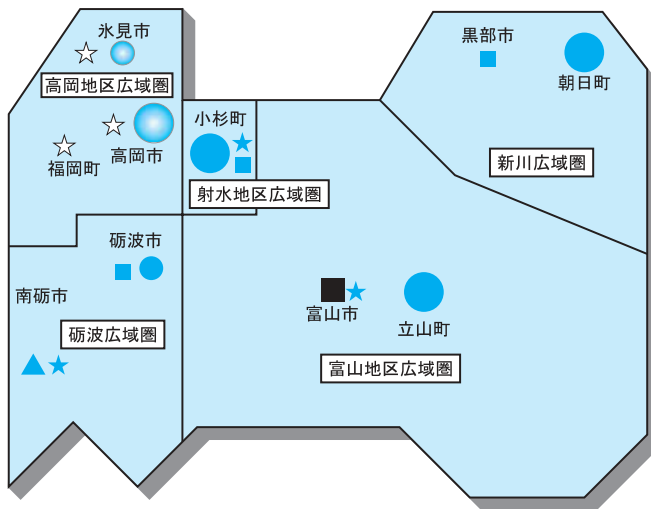 氷見市
高岡地区広域圏
福岡町
高岡市
小杉町
射水地区広域圏
黒部市
朝日町
新川広域圏
砺波市
南砺市
砺波広域圏
富山市
立山町
富山地区広域圏